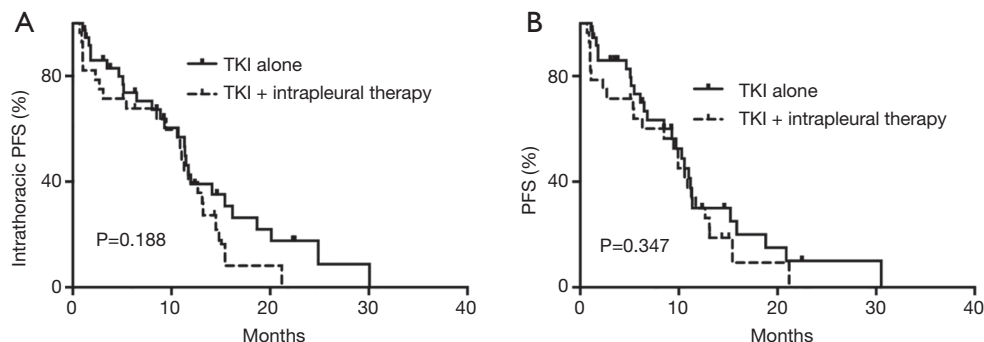 A
Intrathoracic PFS (%)
80
40
0
TKI alone
TKI + intrapleural therapy
P=0.188
0 10 20 30 40
Months
B
PFS (%)
80
40
0
TKI alone
TKI + intrapleural therapy
P=0.347
0 10 20 30 40
Months